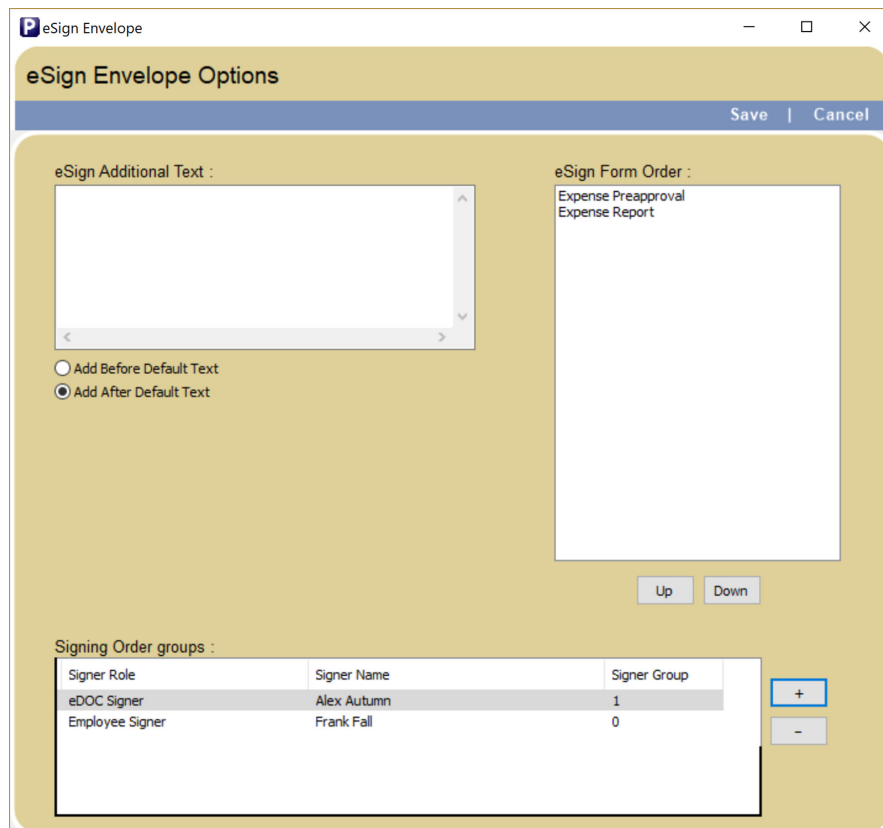 eSign Envelope
eSign Envelope Options
Save | Cancel
eSign Additional Text :
eSign Form Order :
Expense Preapproval
Expense Report
Add Before Default Text
Add After Default Text
Up Down
Signing Order groups :
Signer Role Signer Name Signer Group
eDOC Signer Alex Autumn 1
Employee Signer Frank Fall 0
+
-